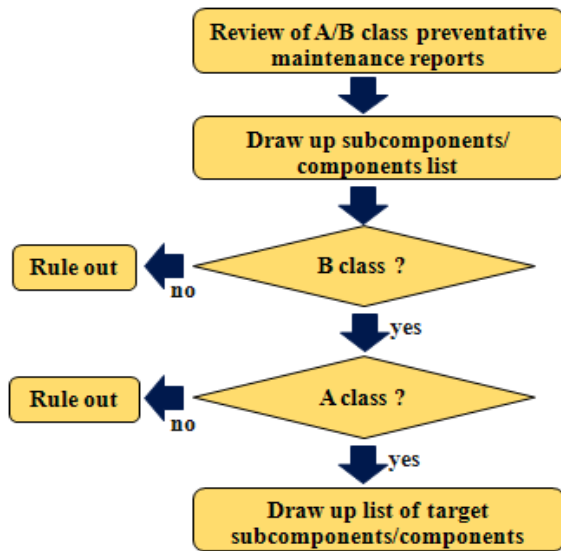 Review of A/B class preventative
maintenance reports
Draw up subcomponents/
components list
B class ?
Rule out
no
yes
A class ?
Rule out
no
yes
Draw up list of target
subcomponents/components